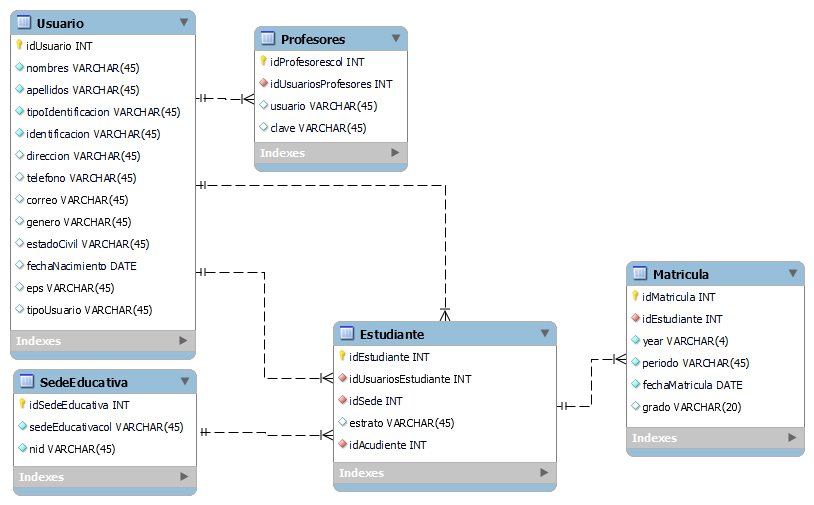 Usuario
idUsuario INT
nombres VARCHAR(45)
apellidos VARCHAR(45)
tipoIdentificacion VARCHAR(45)
identificacion VARCHAR(45)
direccion VARCHAR(45)
telefono VARCHAR(45)
correo VARCHAR(45)
genero VARCHAR(45)
estadoCivil VARCHAR(45)
fechaNacimiento DATE
eps VARCHAR(45)
tipoUsuario VARCHAR(45)
Indexes
Profesores
idProfesorescol INT
idUsuariosProfesores INT
usuario VARCHAR(45)
clave VARCHAR(45)
Indexes
SedeEducativa
idSedeEducativa INT
sedeEducativacol VARCHAR(45)
nid VARCHAR(45)
Indexes
Estudiante
idEstudiante INT
idUsuariosEstudiante INT
idSede INT
estrato VARCHAR(45)
idAcudiente INT
Indexes
Matricula
idMatricula INT
idEstudiante INT
year VARCHAR(4)
periodo VARCHAR(45)
fechaMatricula DATE
grado VARCHAR(20)
Indexes